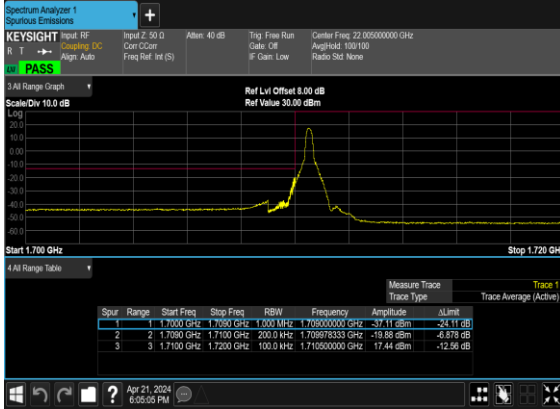 Spectrum Analyzer 1
Spurious Emissions
+
KEYSIGHT Input: RF Input Z: 50 Ω Atten: 40 dB Trig: Free Run Center Freq: 22.005000000 GHz
R T Coupling: DC Corr CCorr Gate: Off Avg|Hold: 100/100
Align: Auto Freq Ref: Int (S) IF Gain: Low Radio Std: None
LN PASS
3 All Range Graph
Ref Lvl Offset 8.00 dB
Scale/Div 10.0 dB Ref Value 30.00 dBm
Log
20.0
10.0
0.00
-10.0
-20.0
-30.0
-40.0
-50.0
-60.0
Start 1.700 GHz Stop 1.720 GH
4 All Range Table
Measure Trace Trace 1
Trace Type Trace Average (Active)
Spur Range Start Freq Stop Freq RBW Frequency Amplitude ΔLimit
1 1 1.7000 GHz 1.7090 GHz 1.000 MHz 1.709000000 GHz -37.11 dBm -24.11 dB
2 2 1.7090 GHz 1.7100 GHz 200.0 kHz 1.709978333 GHz -19.88 dBm -6.878 dB
3 3 1.7100 GHz 1.7200 GHz 100.0 kHz 1.710500000 GHz 17.44 dBm -12.56 dB
? Apr 21, 2024
6:05:05 PM